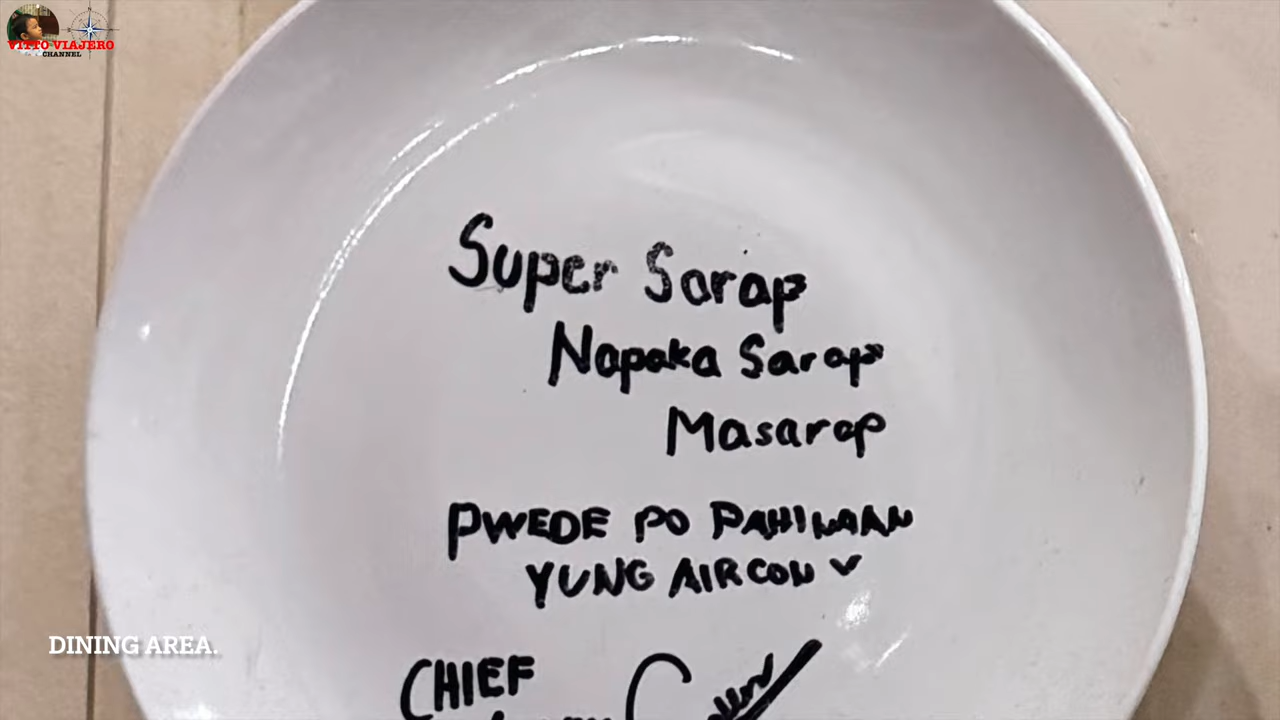 VITTO VIAJERO
CHANNEL
Super Sarap
Napaka Sarap
Masarap
PWEDE PO PAHINAAN
YUNG AIRCON
DINING AREA.
CHIEF